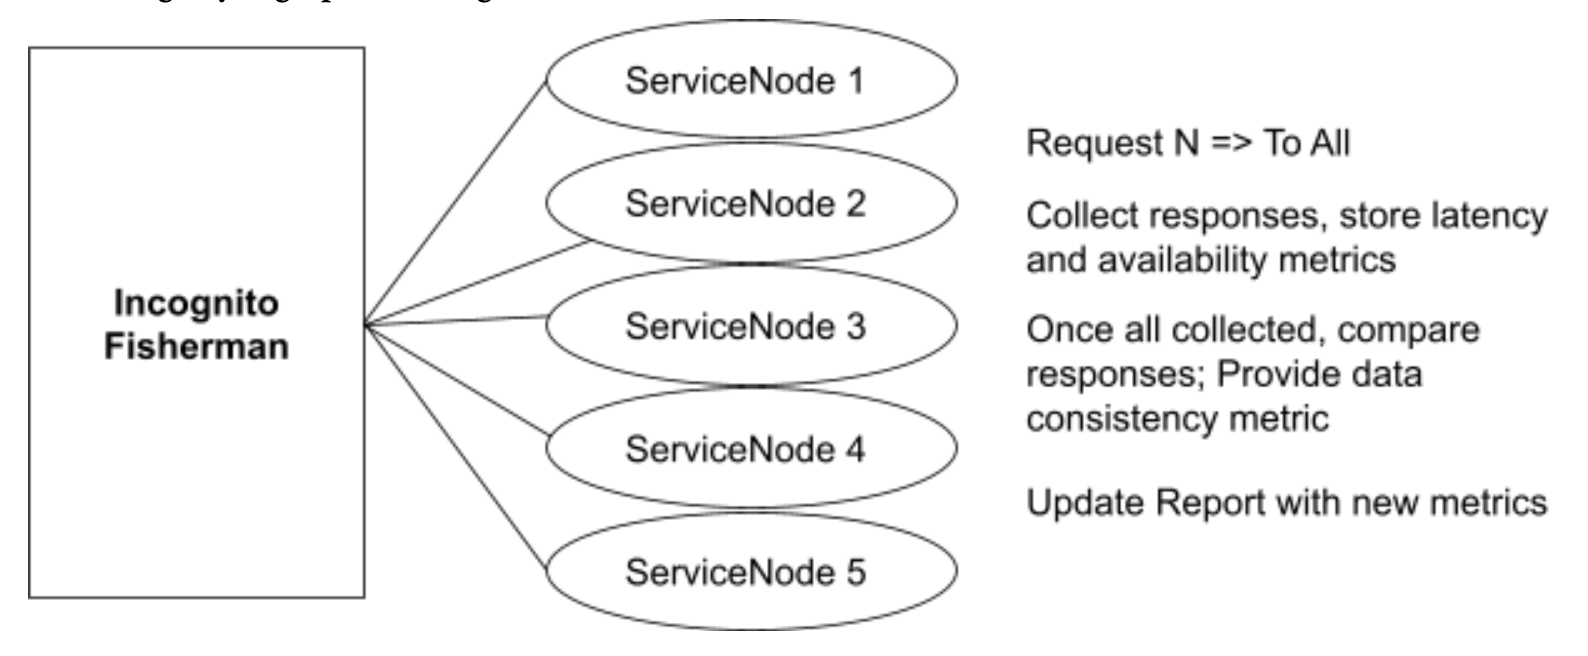 Incognito
Fisherman
ServiceNode 1
ServiceNode 2
ServiceNode 3
ServiceNode 4
ServiceNode 5
Request N => To All
Collect responses, store latency
and availability metrics
Once all collected, compare
responses; Provide data
consistency metric
Update Report with new metrics